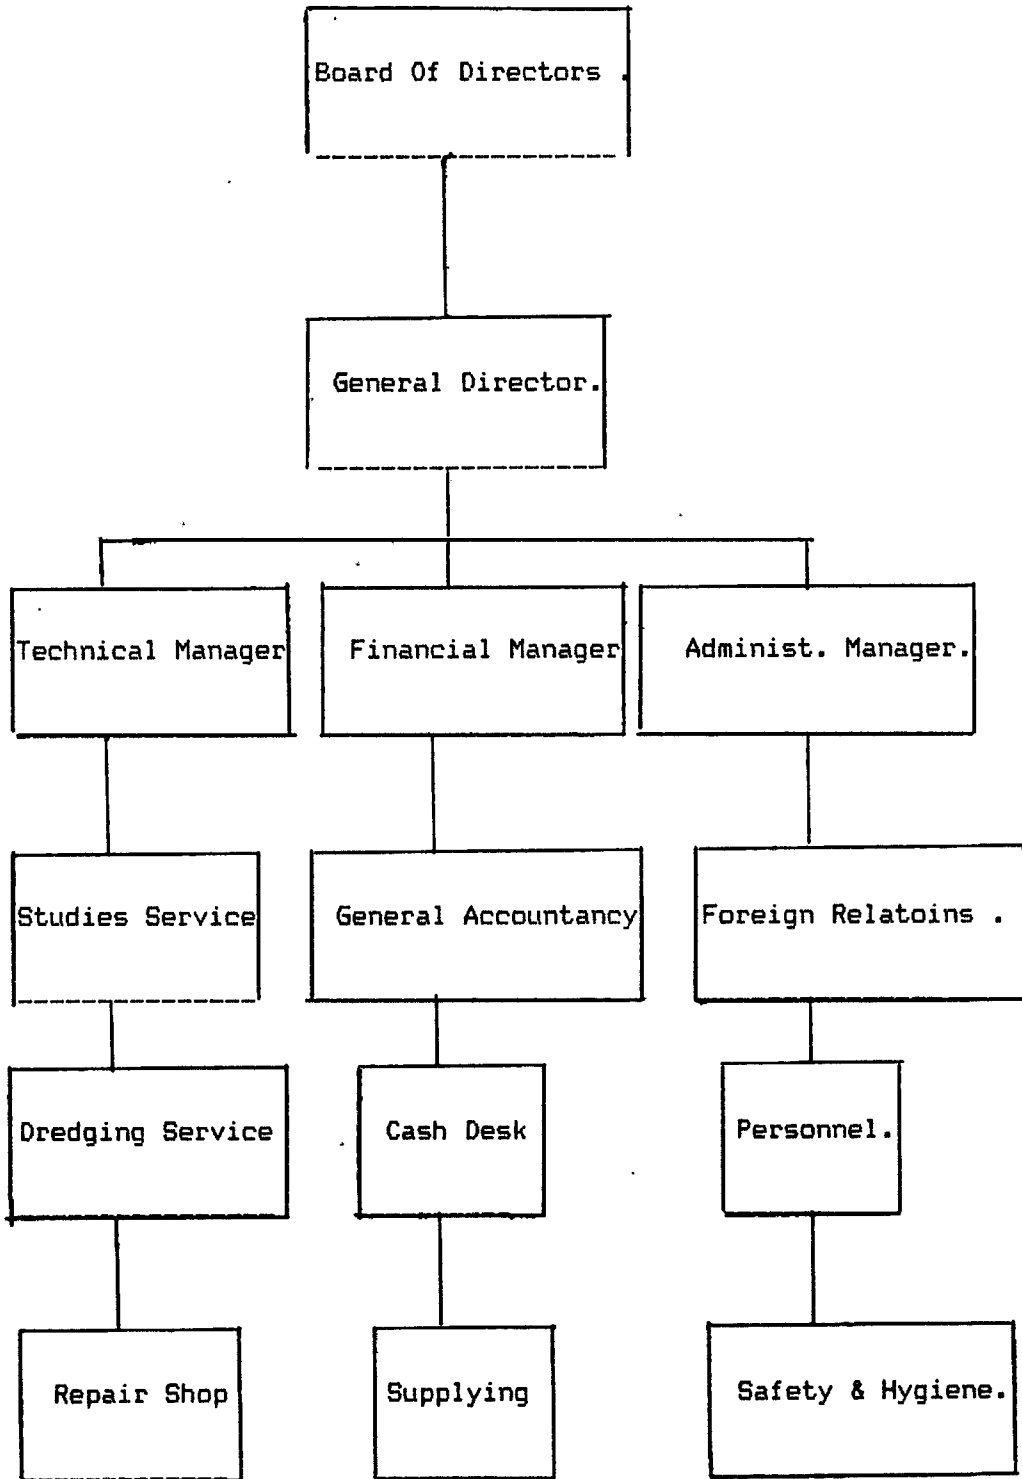 Board Of Directors .
General Director.
Technical Manager
Financial Manager
Administ. Manager.
Studies Service
General Accountancy
Foreign Relatoins .
Dredging Service
Cash Desk
Personnel.
Repair Shop
Supplying
Safety & Hygiene.